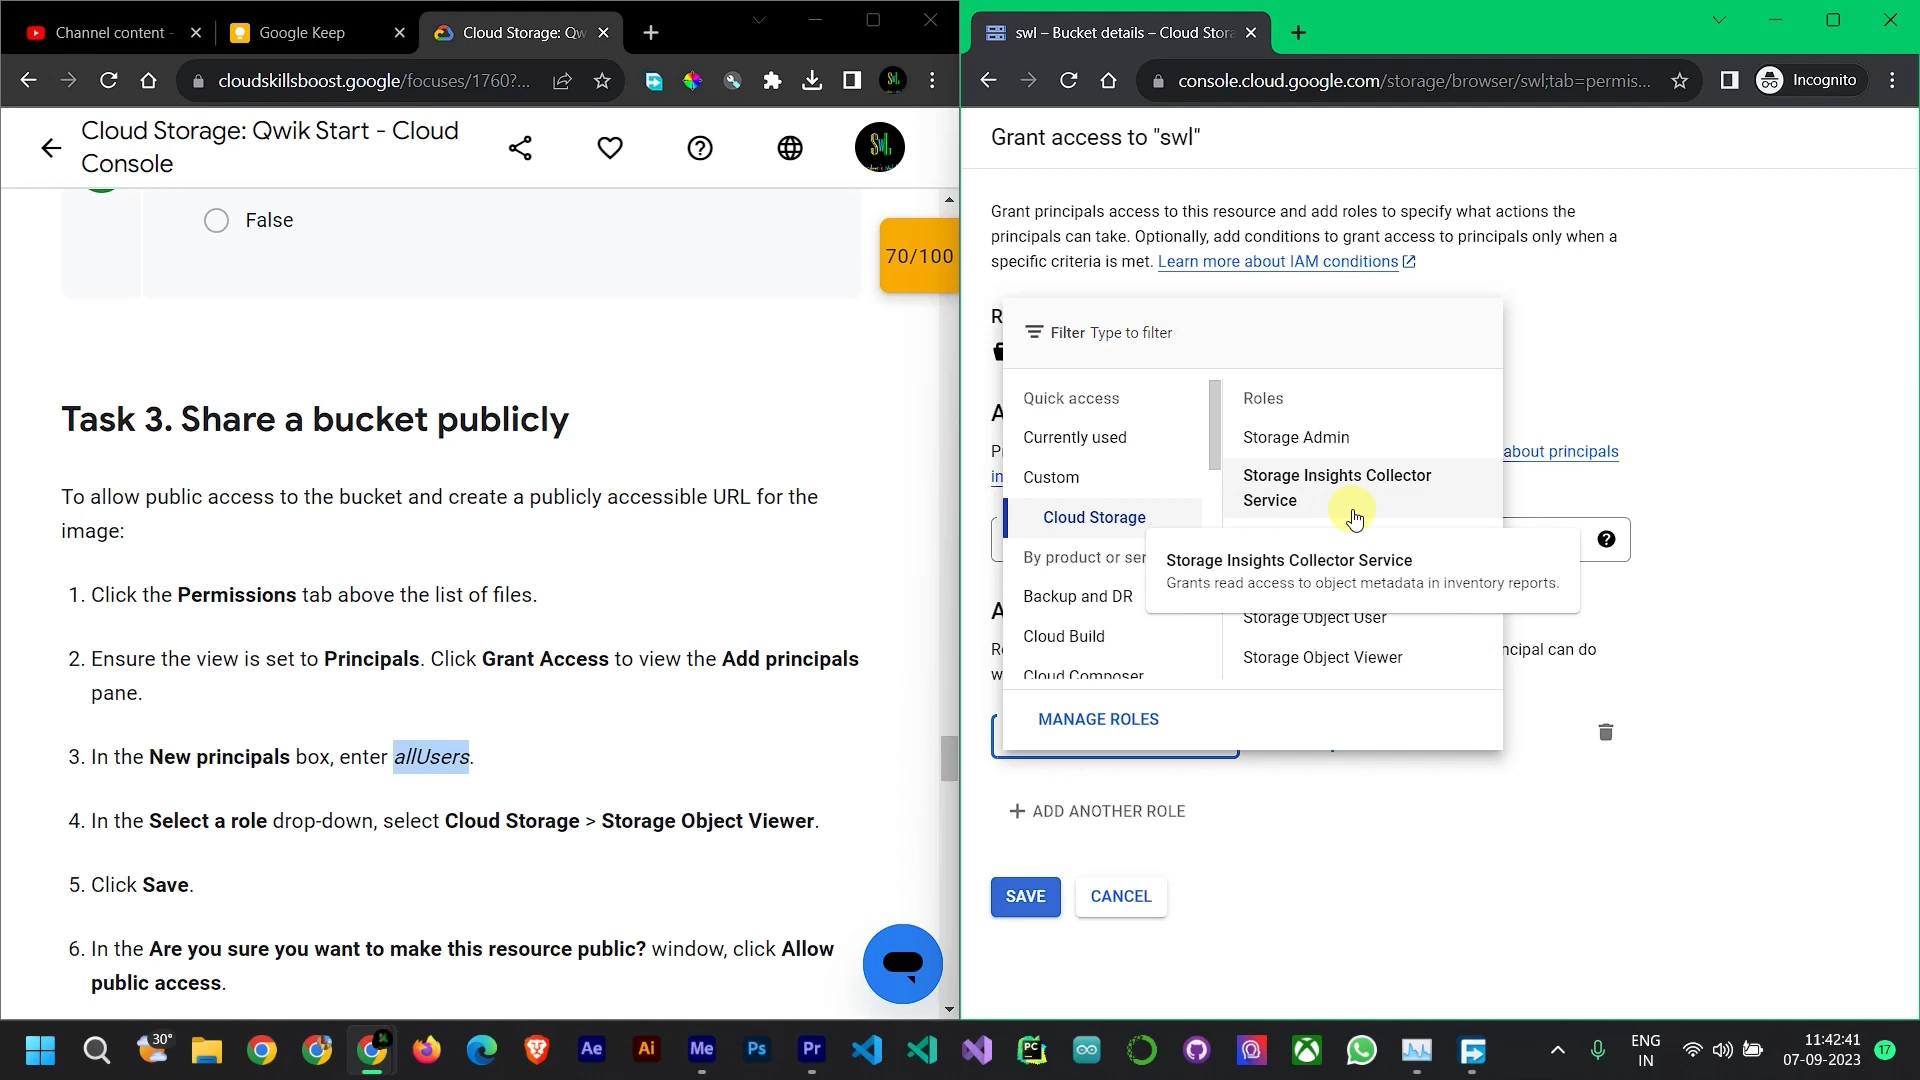 Channel content -
Google Keep
Cloud Storage: Qw
swl – Bucket details – Cloud Stora
cloudskillsboost.google/focuses/1760?...
console.cloud.google.com/storage/browser/swl;tab=permis...
Incognito
Cloud Storage: Qwik Start - Cloud
Console
False
70/100
Task 3. Share a bucket publicly
To allow public access to the bucket and create a publicly accessible URL for the
image:
1. Click the Permissions tab above the list of files.
2. Ensure the view is set to Principals. Click Grant Access to view the Add principals
pane.
3. In the New principals box, enter allUsers.
4. In the Select a role drop-down, select Cloud Storage > Storage Object Viewer.
5. Click Save.
6. In the Are you sure you want to make this resource public? window, click Allow
public access.
Grant access to "swl"
Grant principals access to this resource and add roles to specify what actions the
principals can take. Optionally, add conditions to grant access to principals only when a
specific criteria is met. Learn more about IAM conditions
R
Filter Type to filter
Quick access
Currently used
Custom
Cloud Storage
By product or ser
Backup and DR
Cloud Build
Cloud Composer
Roles
Storage Admin
Storage Insights Collector
Service
Storage Insights Collector Service
Grants read access to object metadata in inventory reports.
Storage Object User
Storage Object Viewer
MANAGE ROLES
A
P
about principals
in
A
R
ncipal can do
w
ADD ANOTHER ROLE
SAVE
CANCEL
30°
Ae
Ai
Me
Ps
Pr
PC
ENG
IN
11:42:41
07-09-2023
17